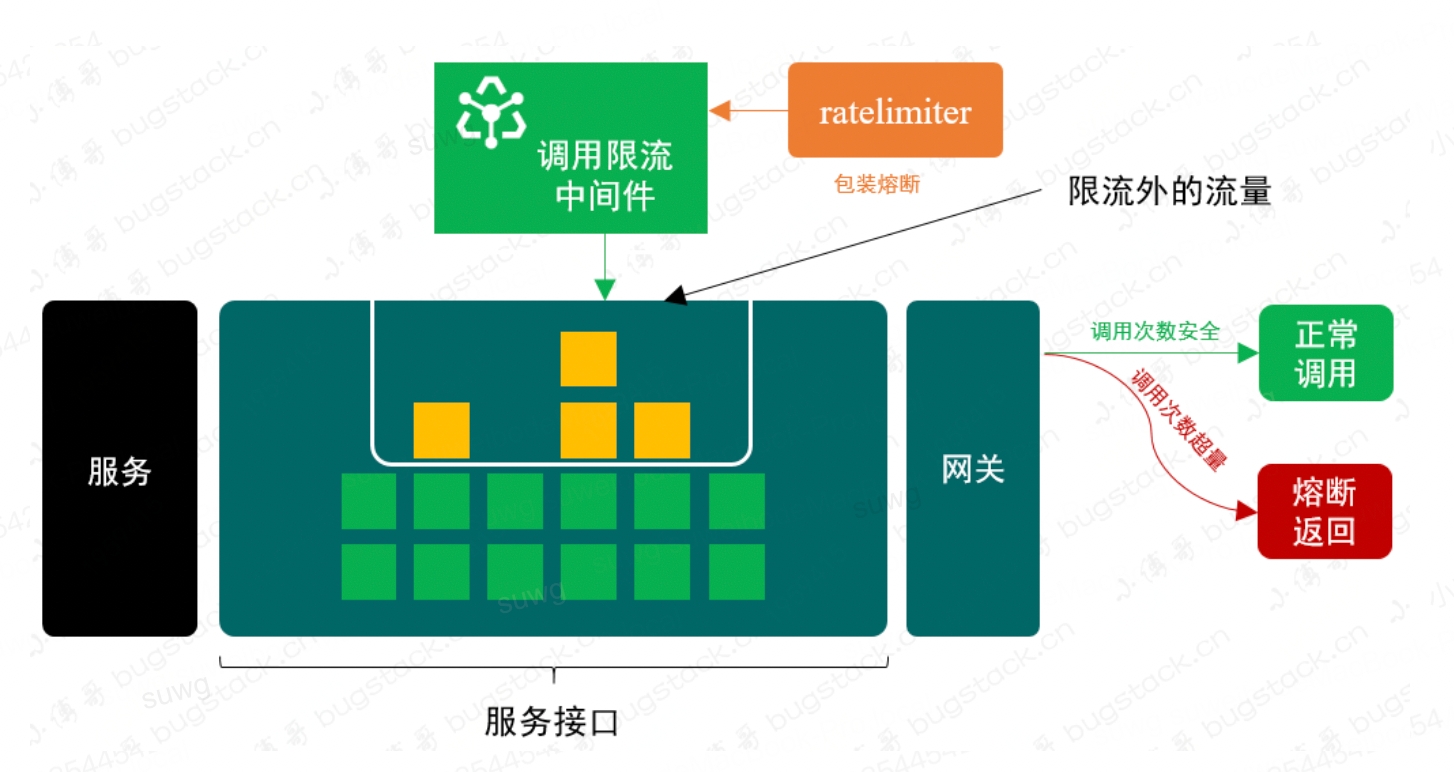 调用限流
中间件
ratelimiter
包装熔断
限流外的流量
服务
网关
调用次数安全
正常
调用
调用次数超量
熔断
返回
服务接口
小傅哥 bugstack.cn
suwg